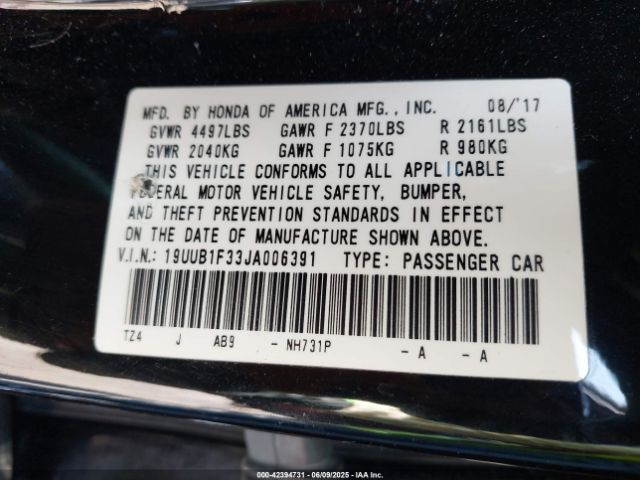 MFD. BY HONDA OF AMERICA MFG., INC. 08/'17
GVWR 4497LBS GAWR F 2370LBS R 2161LBS
GVWR 2040KG GAWR F 1075KG R 980KG
THIS VEHICLE CONFORMS TO ALL APPLICABLE
FEDERAL MOTOR VEHICLE SAFETY, BUMPER,
AND THEFT PREVENTION STANDARDS IN EFFECT
ON THE DATE OF MANUFACTURE SHOWN ABOVE.
V.I.N.: 19UUB1F33JA006391 TYPE: PASSENGER CAR
TZ4 J AB9 - NH731P - A - A
000-42394731 | 06/09/2025 | IAA Inc.